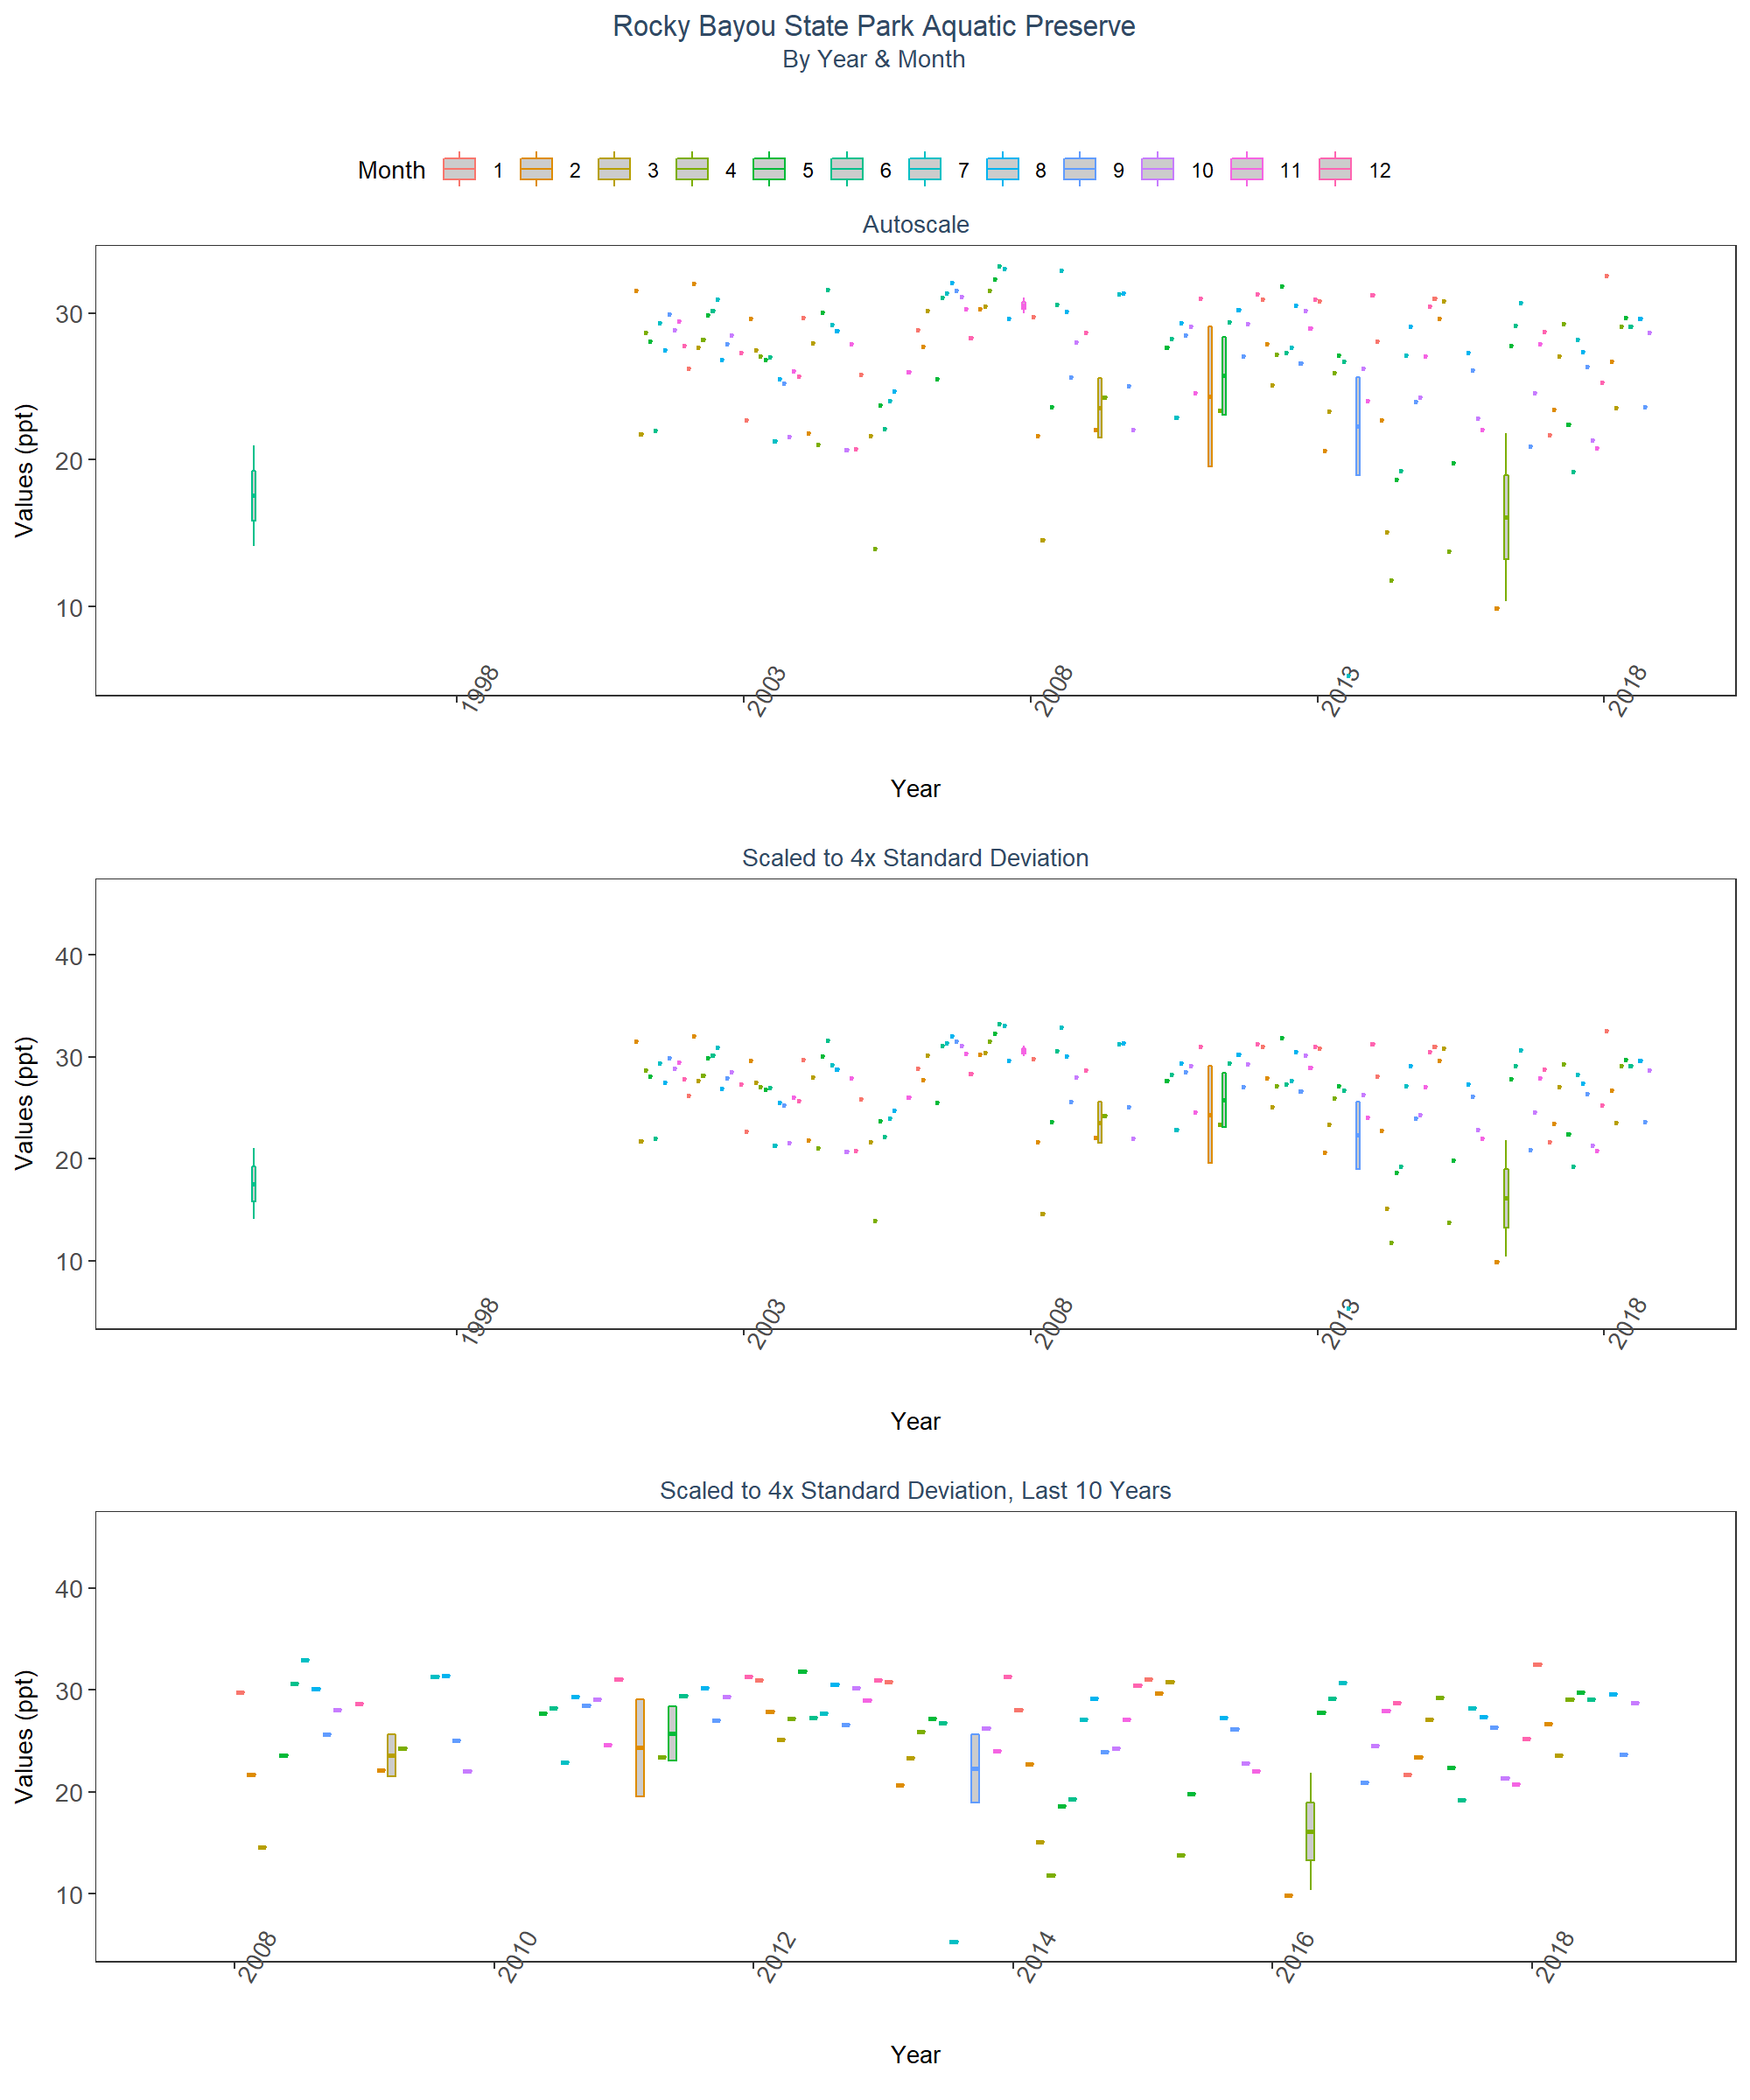 Rocky Bayou State Park Aquatic Preserve
By Year & Month
Month 1 2 3 4 5 6 7 8 9 10 11 12
Autoscale
Values (ppt)
30
20
10
1998 2003 2008 2013 2018
Year
Scaled to 4x Standard Deviation
Values (ppt)
40
30
20
10
1998 2003 2008 2013 2018
Year
Scaled to 4x Standard Deviation, Last 10 Years
Values (ppt)
40
30
20
10
2008 2010 2012 2014 2016 2018
Year